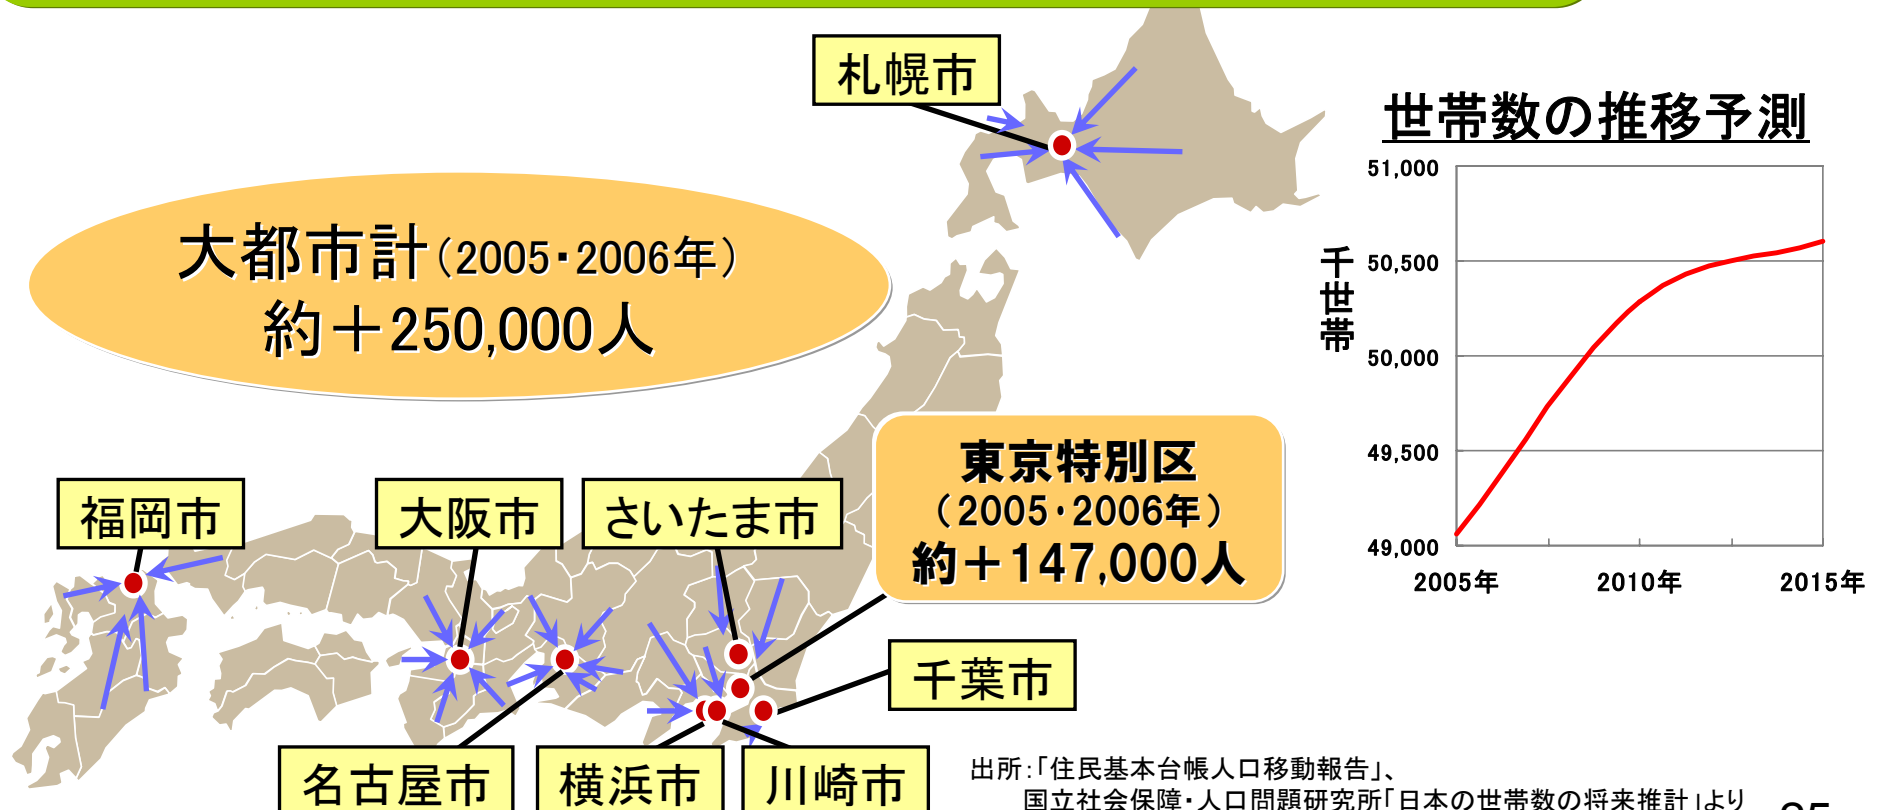 札幌市
大都市計（2005・2006年）
約＋250,000人
世帯数の推移予測
千世帯
51,000
50,500
50,000
49,500
49,000
2005年
2010年
2015年
東京特別区
（2005・2006年）
約＋147,000人
福岡市
大阪市
さいたま市
千葉市
名古屋市
横浜市
川崎市
出所：「住民基本台帳人口移動報告」、
国立社会保障・人口問題研究所「日本の世帯数の将来推計」より